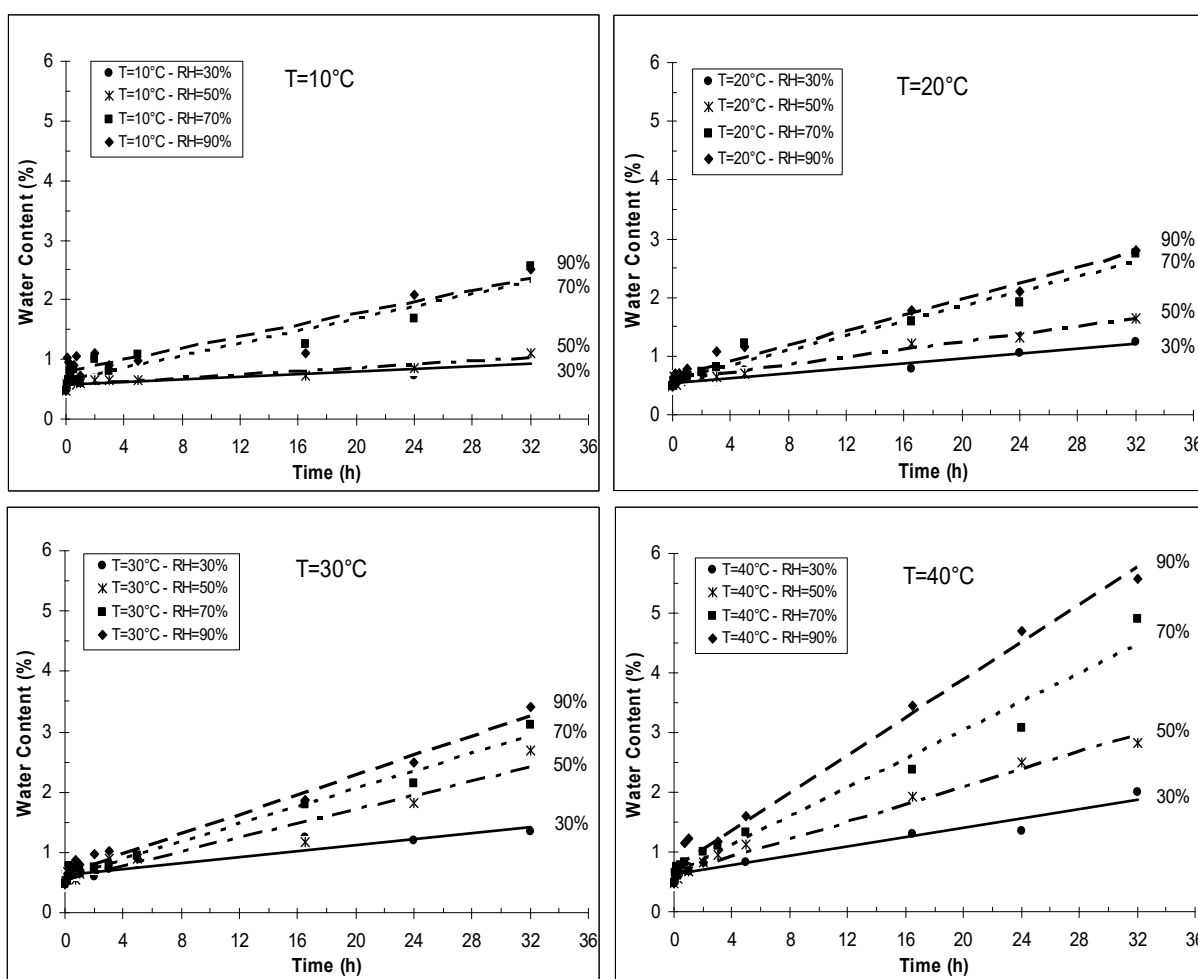 T=10°C
T=10°C - RH=30%
T=10°C - RH=50%
T=10°C - RH=70%
T=10°C - RH=90%
Water Content (%)
6
5
4
3
2
1
0
90%
70%
50%
30%
0 4 8 12 16 20 24 28 32 36
Time (h)
T=20°C
T=20°C - RH=30%
T=20°C - RH=50%
T=20°C - RH=70%
T=20°C - RH=90%
Water Content (%)
6
5
4
3
2
1
0
90%
70%
50%
30%
0 4 8 12 16 20 24 28 32 36
Time (h)
T=30°C
T=30°C - RH=30%
T=30°C - RH=50%
T=30°C - RH=70%
T=30°C - RH=90%
Water Content (%)
6
5
4
3
2
1
0
90%
70%
50%
30%
0 4 8 12 16 20 24 28 32 36
Time (h)
T=40°C
T=40°C - RH=30%
T=40°C - RH=50%
T=40°C - RH=70%
T=40°C - RH=90%
Water Content (%)
6
5
4
3
2
1
0
90%
70%
50%
30%
0 4 8 12 16 20 24 28 32 36
Time (h)